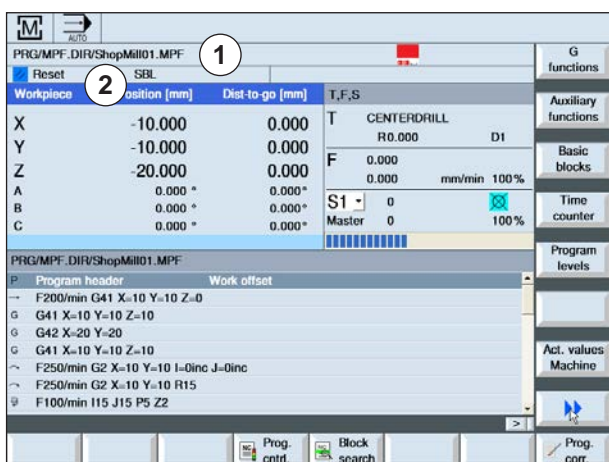 M AUTO
PRG/MPF.DIR/ShopMill01.MPF
1
Reset SBL
2
Workpiece osition [mm] Dist-to-go [mm]
X -10.000 0.000
Y -10.000 0.000
Z -20.000 0.000
A 0.000 ° 0.000°
B 0.000 ° 0.000°
C 0.000 ° 0.000°
T,F,S
T CENTERDRILL
R0.000 D1
F 0.000
0.000 mm/min 100%
S1 0
Master 0 100%
PRG/MPF.DIR/ShopMill01.MPF
P Program header Work offset
F200/min G41 X=10 Y=10 Z=0
G G41 X=10 Y=10 Z=10
G G42 X=20 Y=20
G G41 X=10 Y=10 Z=10
F250/min G2 X=10 Y=10 I=0inc J=0inc
F250/min G2 X=10 Y=10 R15
F100/min I15 J15 P5 Z2
>
G
functions
Auxiliary
functions
Basic
blocks
Time
counter
Program
levels
Act. values
Machine
NC Prog.
cntrl.
NC Block
search
Prog.
corr.